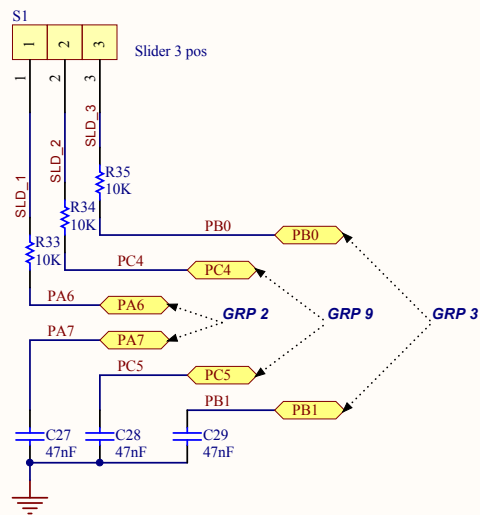 S1
1
2
3
Slider 3 pos
1
2
3
SLD_1
SLD_2
SLD_3
R35
10K
R34
10K
R33
10K
PB0
PB0
PC4
PC4
PA6
PA6
GRP 2
GRP 9
GRP 3
PA7
PA7
PC5
PC5
PB1
PB1
C27
47nF
C28
47nF
C29
47nF